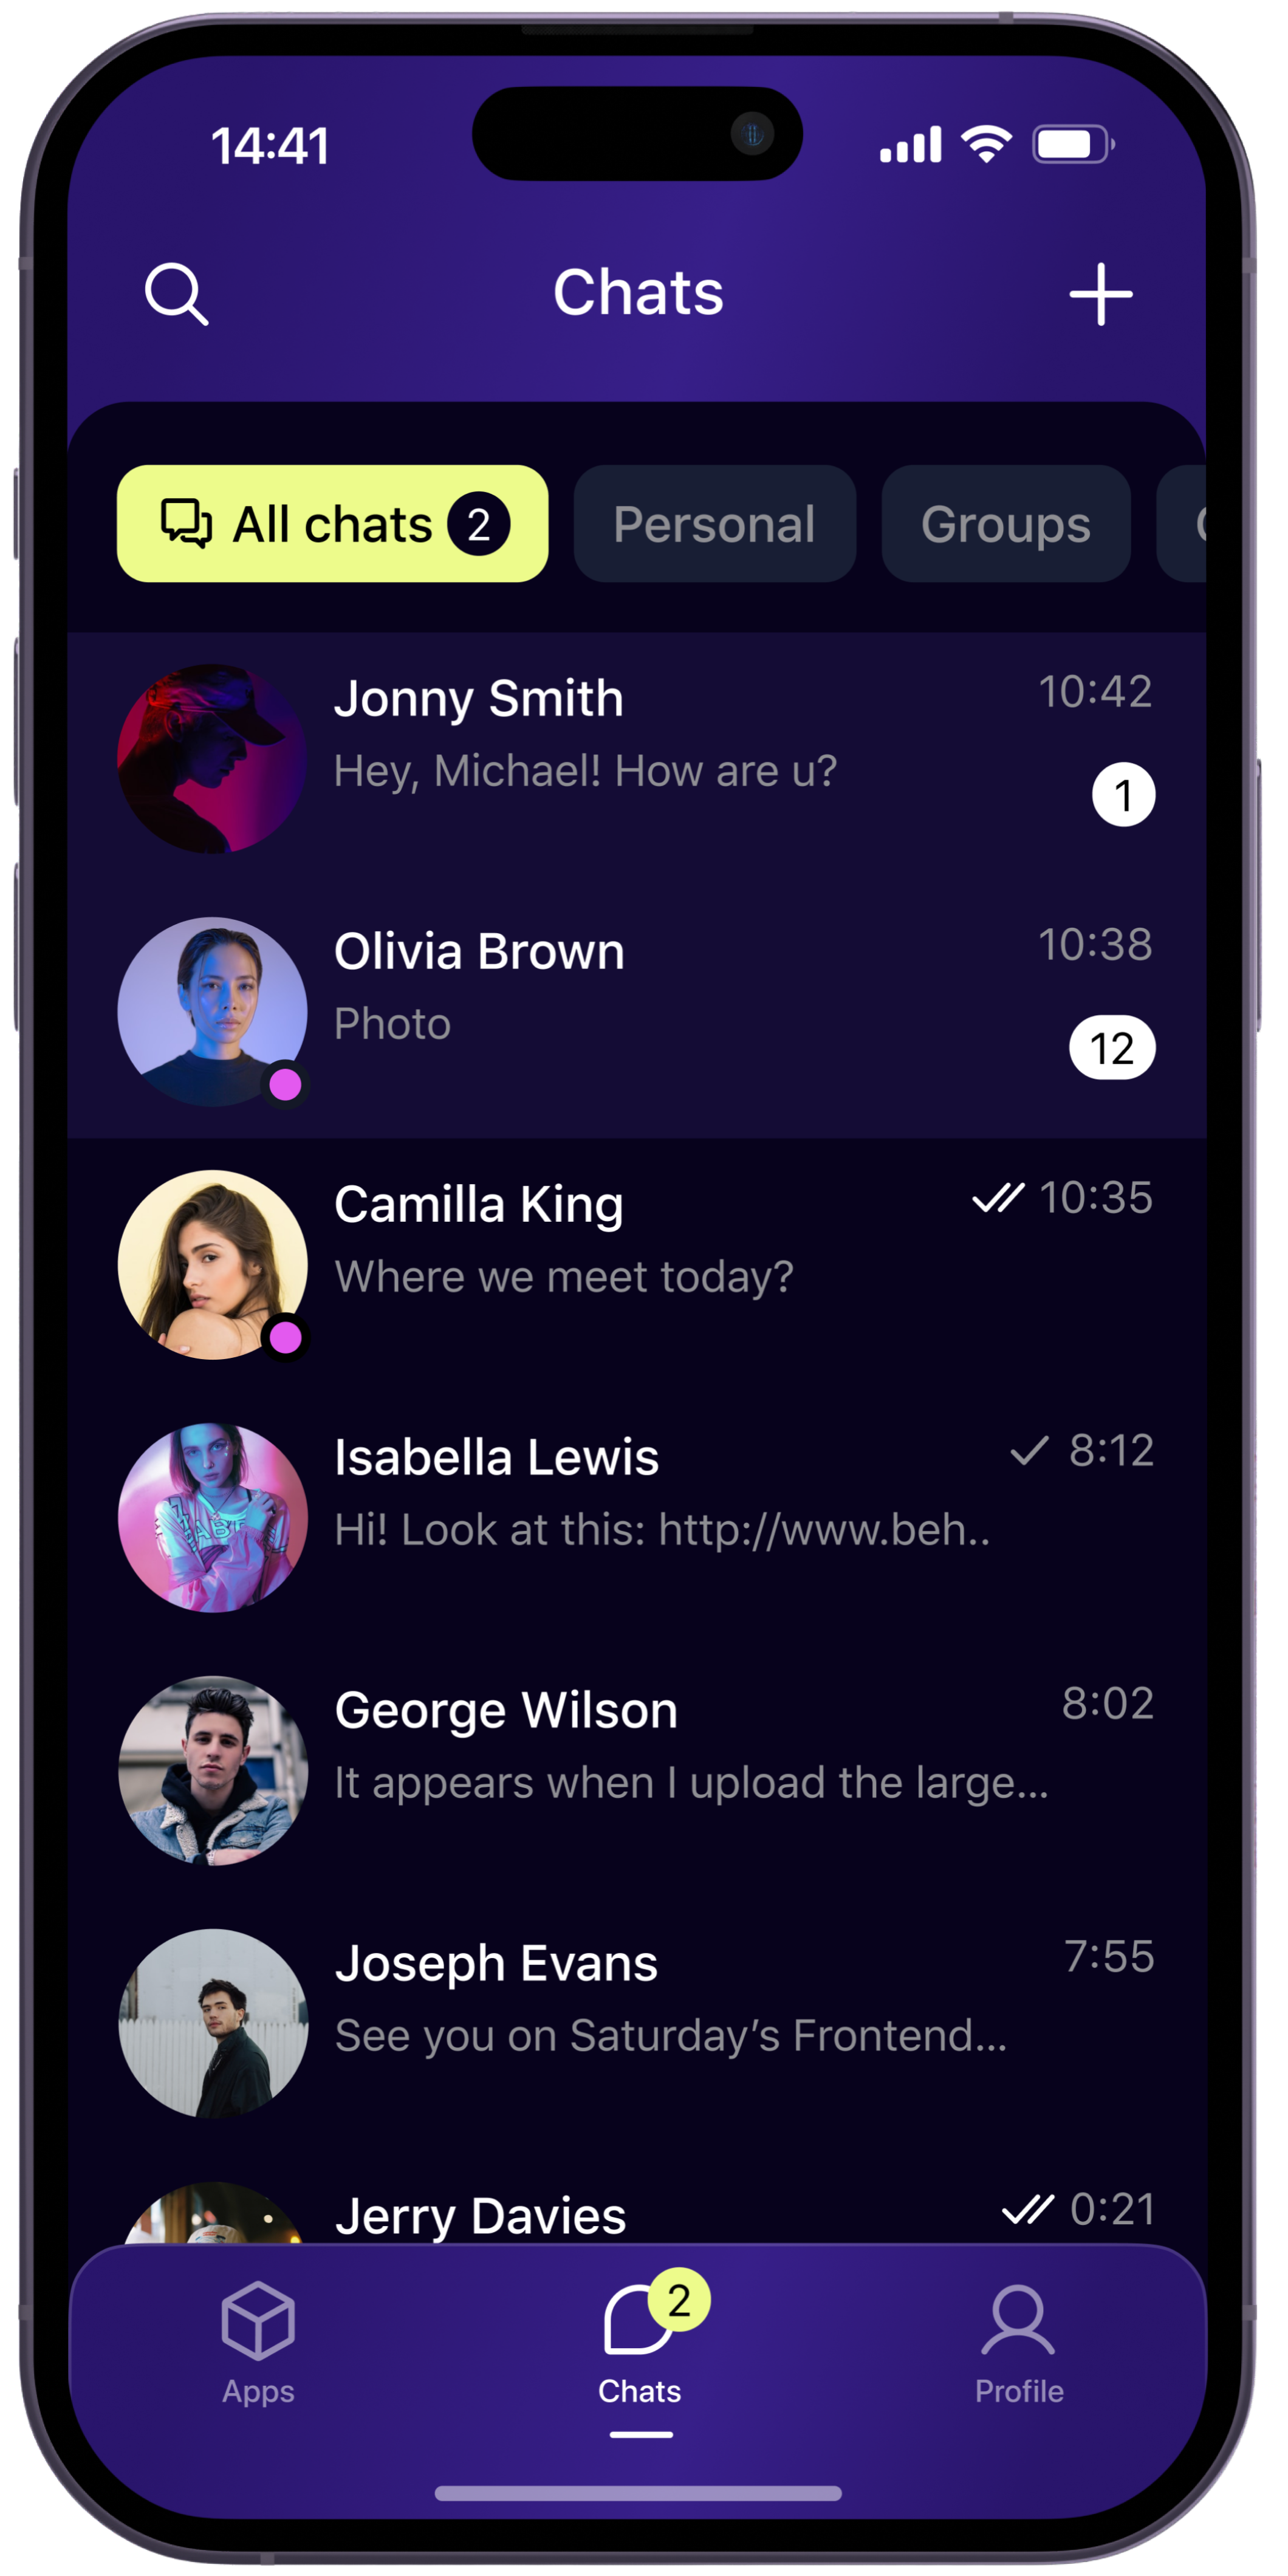 14:41
Chats
All chats 2
Personal
Groups
Jonny Smith
10:42
Hey, Michael! How are u?
1
Olivia Brown
10:38
Photo
12
Camilla King
10:35
Where we meet today?
Isabella Lewis
8:12
Hi! Look at this: http://www.beh..
George Wilson
8:02
It appears when I upload the large...
Joseph Evans
7:55
See you on Saturday’s Frontend...
Jerry Davies
0:21
2
Apps
Chats
Profile